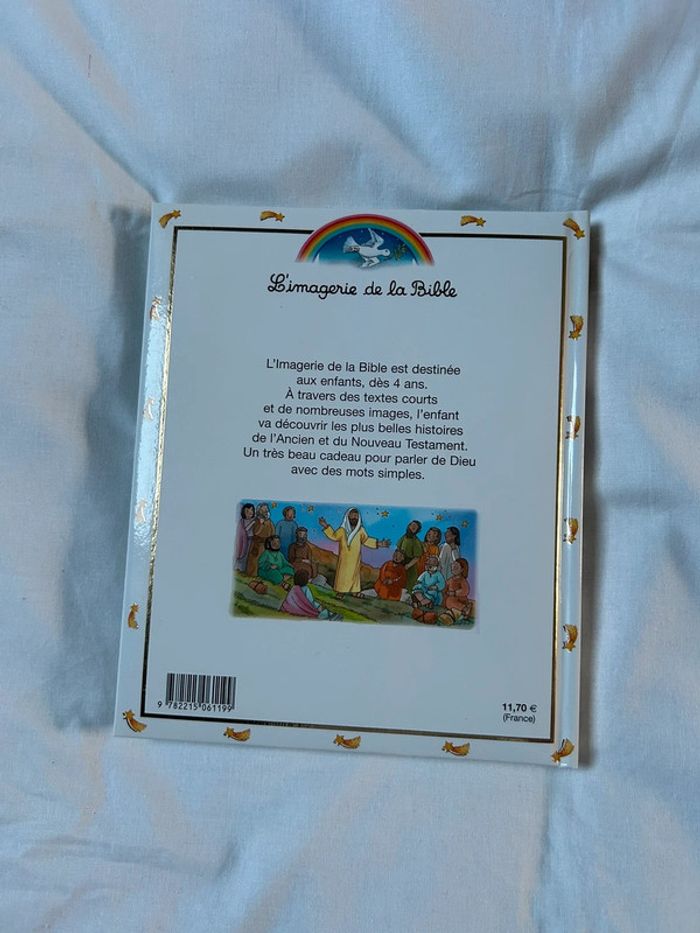 L'imagerie de la Bible
L'Imagerie de la Bible est destinée
aux enfants, dès 4 ans.
À travers des textes courts
et de nombreuses images, l'enfant
va découvrir les plus belles histoires
de l'Ancien et du Nouveau Testament.
Un très beau cadeau pour parler de Dieu
avec des mots simples.
9 782215 061199
11,70 €
(France)